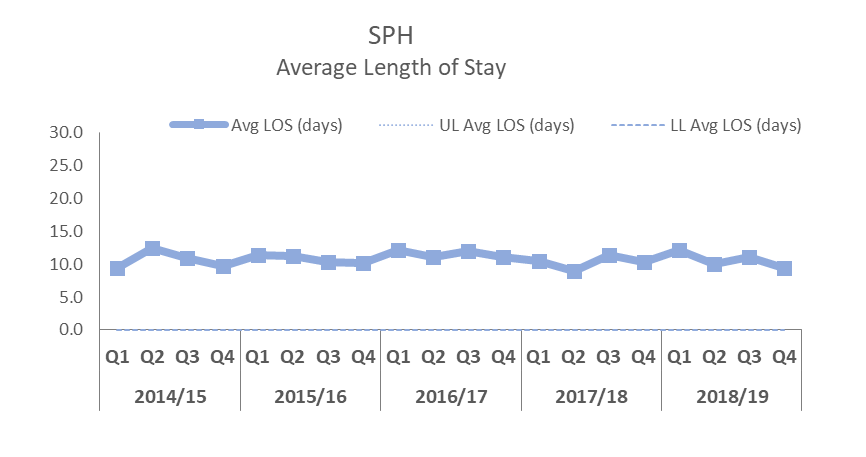 SPH
Average Length of Stay
Avg LOS (days) UL Avg LOS (days) LL Avg LOS (days)
30.0
25.0
20.0
15.0
10.0
5.0
0.0
Q1 Q2 Q3 Q4 Q1 Q2 Q3 Q4 Q1 Q2 Q3 Q4 Q1 Q2 Q3 Q4 Q1 Q2 Q3 Q4
2014/15 2015/16 2016/17 2017/18 2018/19